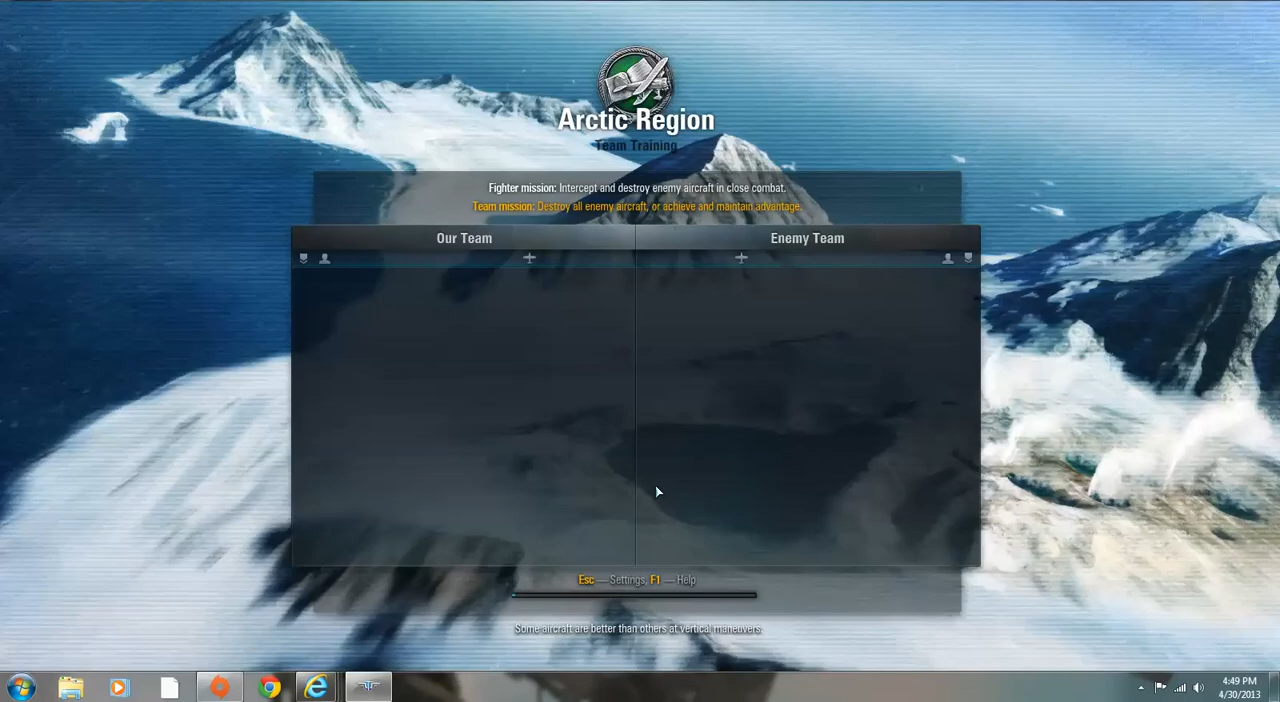 Arctic Region
Team Training
Fighter mission: Intercept and destroy enemy aircraft in close combat.
Team mission: Destroy all enemy aircraft, or achieve and maintain advantage.
Our Team
Enemy Team
Esc — Settings, F1 — Help
Some aircraft are better than others at vertical maneuvers.
4:49 PM
4/30/2013